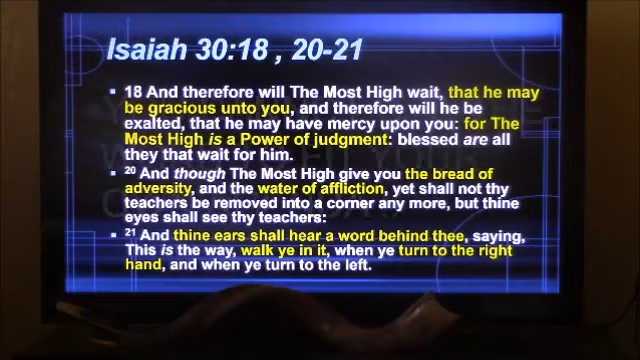 Isaiah 30:18 , 20-21
▪ 18 And therefore will The Most High wait, that he may
be gracious unto you, and therefore will he be
exalted, that he may have mercy upon you: for The
Most High is a Power of judgment: blessed are all
they that wait for him.
▪ 20 And though The Most High give you the bread of
adversity, and the water of affliction, yet shall not thy
teachers be removed into a corner any more, but thine
eyes shall see thy teachers:
▪ 21 And thine ears shall hear a word behind thee, saying,
This is the way, walk ye in it, when ye turn to the right
hand, and when ye turn to the left.